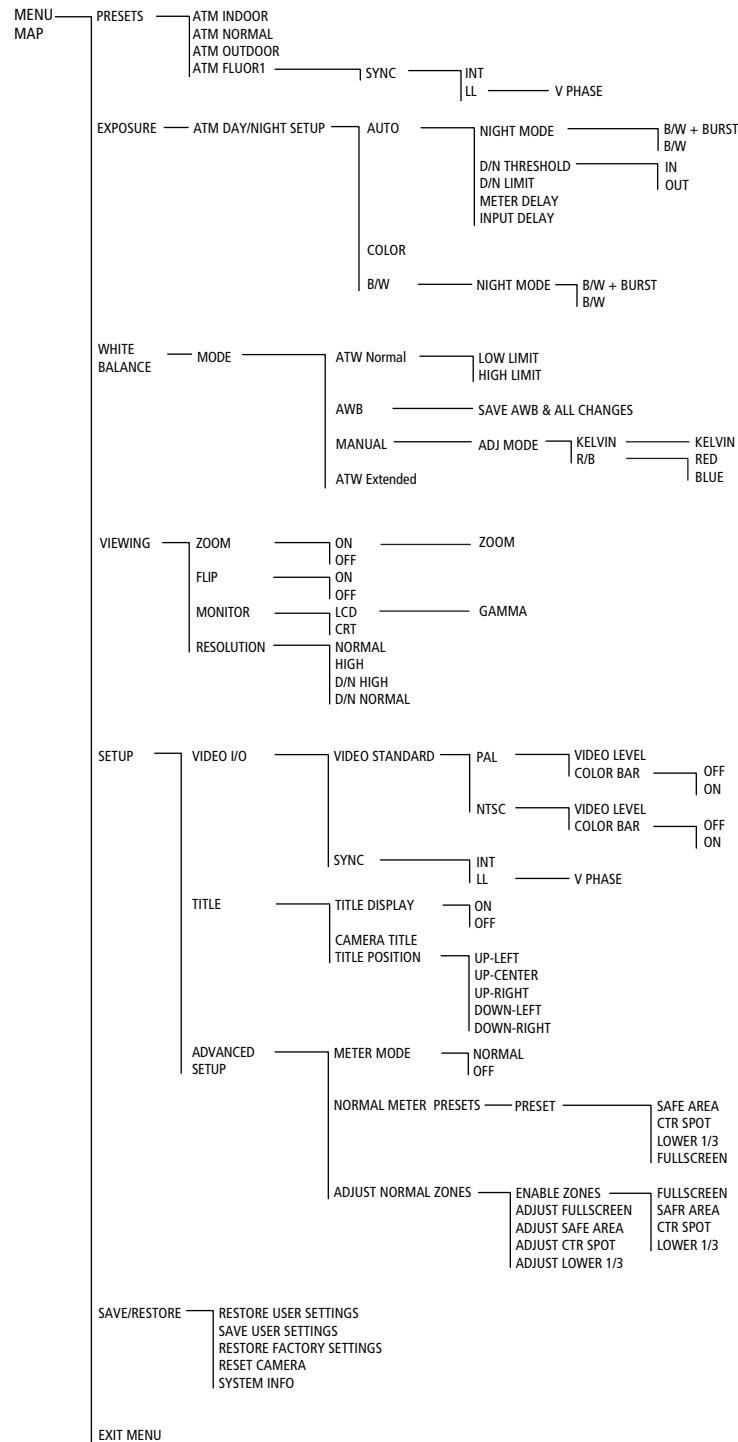 MENU MAP
PRESETS
ATM INDOOR
ATM NORMAL
ATM OUTDOOR
ATM FLUOR1
SYNC
INT
LL
V PHASE
EXPOSURE
ATM DAY/NIGHT SETUP
AUTO
NIGHT MODE
B/W + BURST
B/W
D/N THRESHOLD
IN
OUT
D/N LIMIT
METER DELAY
INPUT DELAY
COLOR
B/W
NIGHT MODE
B/W + BURST
B/W
WHITE
BALANCE
MODE
ATW Normal
LOW LIMIT
HIGH LIMIT
AWB
SAVE AWB & ALL CHANGES
MANUAL
ADJ MODE
KELVIN
KELVIN
R/B
RED
BLUE
ATW Extended
VIEWING
ZOOM
ON
ZOOM
OFF
FLIP
ON
OFF
MONITOR
LCD
GAMMA
CRT
RESOLUTION
NORMAL
HIGH
D/N HIGH
D/N NORMAL
SETUP
VIDEO I/O
VIDEO STANDARD
PAL
VIDEO LEVEL
COLOR BAR
OFF
ON
NTSC
VIDEO LEVEL
COLOR BAR
OFF
ON
SYNC
INT
LL
V PHASE
TITLE
TITLE DISPLAY
ON
OFF
CAMERA TITLE
TITLE POSITION
UP-LEFT
UP-CENTER
UP-RIGHT
DOWN-LEFT
DOWN-RIGHT
ADVANCED
SETUP
METER MODE
NORMAL
OFF
NORMAL METER PRESETS
PRESET
SAFE AREA
CTR SPOT
LOWER 1/3
FULLSCREEN
ADJUST NORMAL ZONES
ENABLE ZONES
FULLSCREEN
SAFR AREA
CTR SPOT
LOWER 1/3
ADJUST FULLSCREEN
ADJUST SAFE AREA
ADJUST CTR SPOT
ADJUST LOWER 1/3
SAVE/RESTORE
RESTORE USER SETTINGS
SAVE USER SETTINGS
RESTORE FACTORY SETTINGS
RESET CAMERA
SYSTEM INFO
EXIT MENU